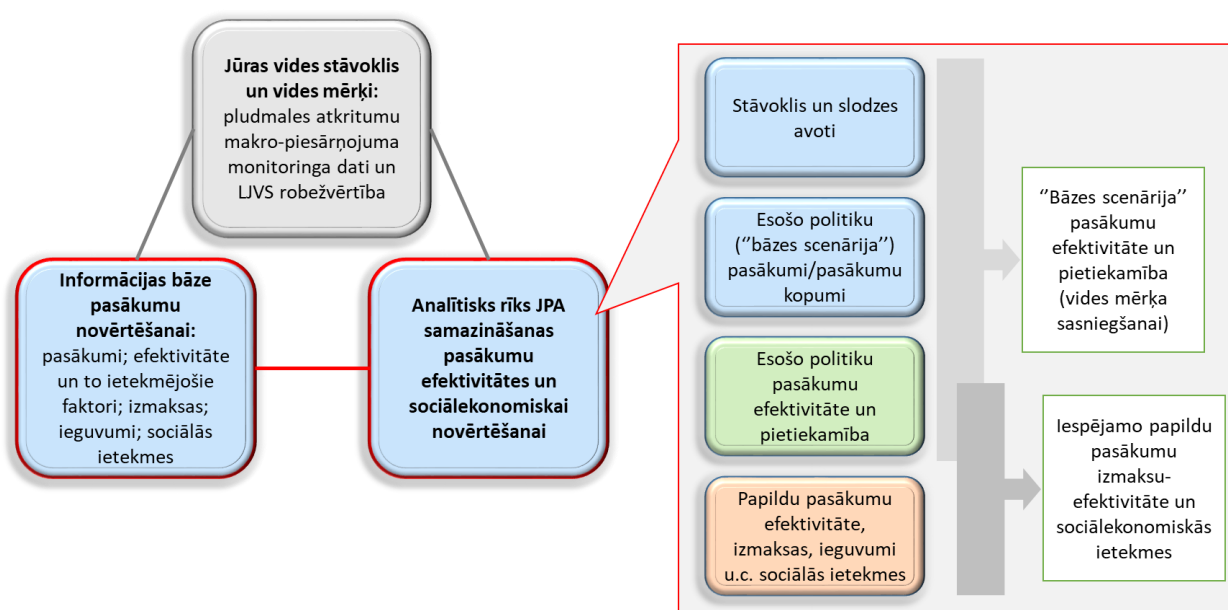 Jūras vides stāvoklis
un vides mērķi:
pludmales atkritumu
makro-piesārņojuma
monitoringa dati un
LJVS robežvērtība
Informācijas bāze
pasākumu
novērtēšanai:
pasākumi; efektivitāte
un to ietekmējošie
faktori; izmaksas;
ieguvumi; sociālās
ietekmes
Analītisks rīks JPA
samazināšanas
pasākumu
efektivitātes un
sociālekonomiskai
novērtēšanai
Stāvoklis un slodzes
avoti
Esošo politiku
(‘‘bāzes scenārija’’)
pasākumi/pasākumu
kopumi
Esošo politiku
pasākumu
efektivitāte un
pietiekamība
Papildu pasākumu
efektivitāte,
izmaksas, ieguvumi
u.c. sociālās ietekmes
‘‘Bāzes scenārija’’
pasākumu
efektivitāte un
pietiekamība
(vides mērķa
sasniegšanai)
Iespējamo papildu
pasākumu
izmaksu-
efektivitāte un
sociālekonomiskās
ietekmes